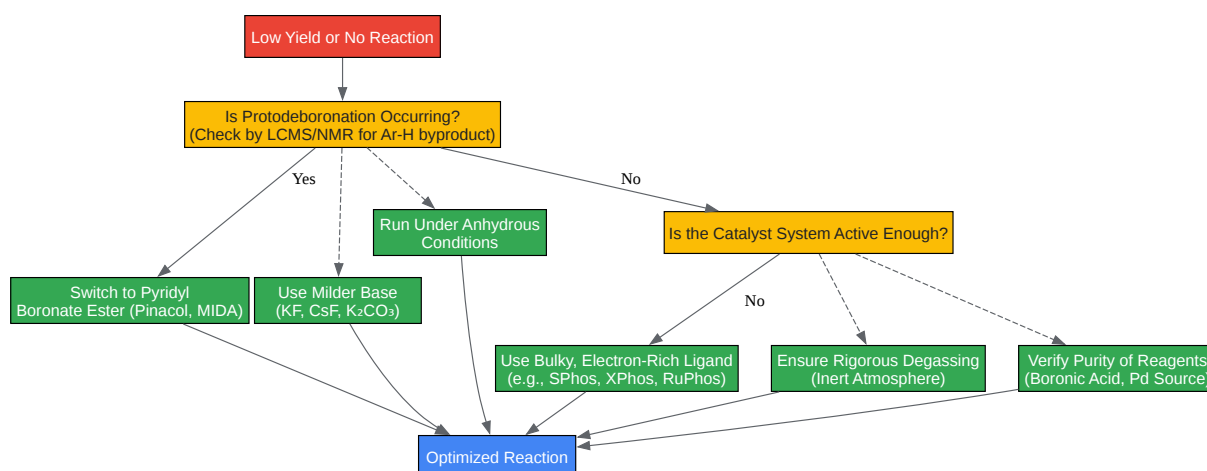 Low Yield or No Reaction
Is Protodeboronation Occurring?
(Check by LCMS/NMR for Ar-H byproduct)
Yes
No
Run Under Anhydrous
Conditions
Is the Catalyst System Active Enough?
Switch to Pyridyl
Boronate Ester (Pinacol, MIDA)
Use Milder Base
(KF, CsF, K₂CO₃)
No
Use Bulky, Electron-Rich Ligand
(e.g., SPhos, XPhos, RuPhos)
Ensure Rigorous Degassing
(Inert Atmosphere)
Verify Purity of Reagents
(Boronic Acid, Pd Source)
Optimized Reaction